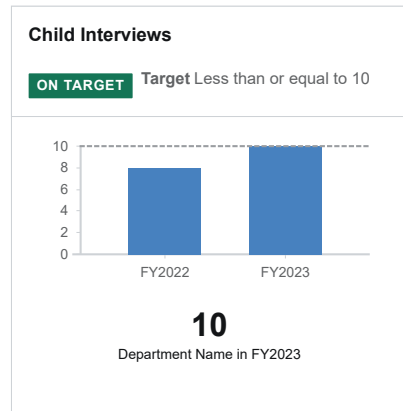 Child Interviews
ON TARGET Target Less than or equal to 10
10
8
6
4
2
0
FY2022 FY2023
10
Department Name in FY2023